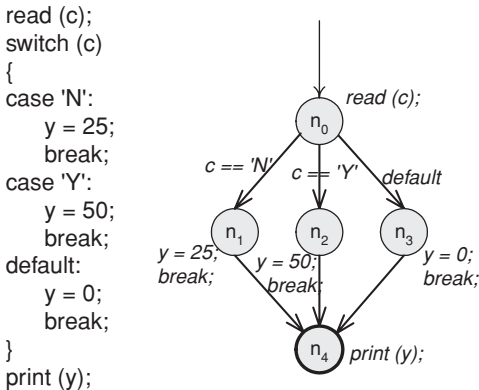 read (c);
switch (c)
{
case 'N':
y = 25;
break;
case 'Y':
y = 50;
break;
default:
y = 0;
break;
}
print (y);
read (c);
n0
c == 'N'
c == 'Y'
default
n1
n2
n3
y = 25;
break;
y = 50;
break;
y = 0;
break;
n4
print (y);